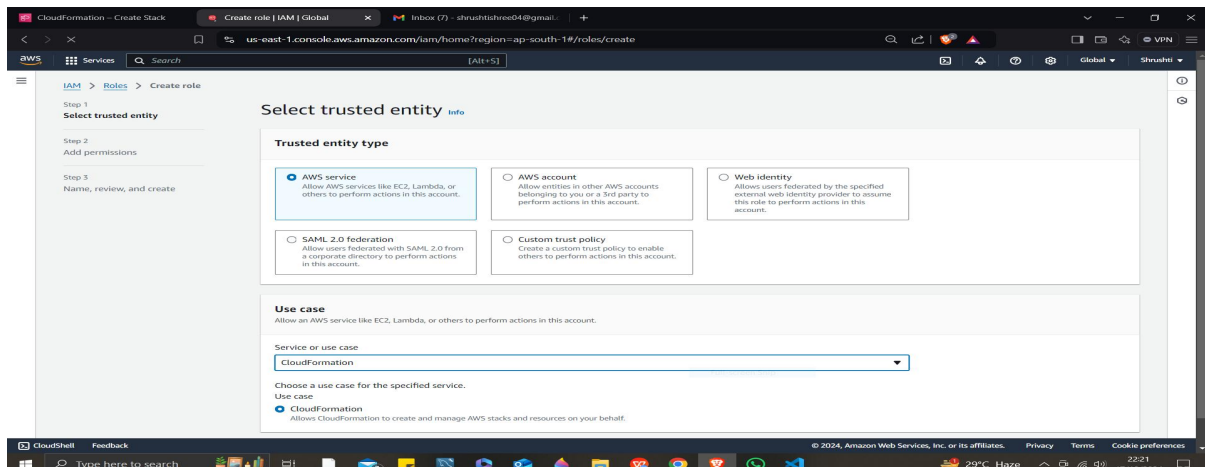 CloudFormation – Create Stack
Create role | IAM | Global
Inbox (7) – shrushtishree04@gmail.
us-east-1.console.aws.amazon.com/iam/home?region=ap-south-1#/roles/create
VPN
aws
Services
Search
[Alt+S]
Global
Shrushti
IAM > Roles > Create role
Step 1
Select trusted entity
Step 2
Add permissions
Step 3
Name, review, and create
Select trusted entity Info
Trusted entity type
AWS service
Allow AWS services like EC2, Lambda, or
others to perform actions in this account.
AWS account
Allow entities in other AWS accounts
belonging to you or a 3rd party to
perform actions in this account.
Web identity
Allows users federated by the specified
external web identity provider to assume
this role to perform actions in this
account.
SAML 2.0 federation
Allow users federated with SAML 2.0 from
a corporate directory to perform actions
in this account.
Custom trust policy
Create a custom trust policy to enable
others to perform actions in this account.
Use case
Allow an AWS service like EC2, Lambda, or others to perform actions in this account.
Service or use case
CloudFormation
Choose a use case for the specified service.
Use case
CloudFormation
Allows CloudFormation to create and manage AWS stacks and resources on your behalf.
CloudShell Feedback
© 2024, Amazon Web Services, Inc. or its affiliates. Privacy Terms Cookie preferences
Type here to search
29°C Haze
22:21